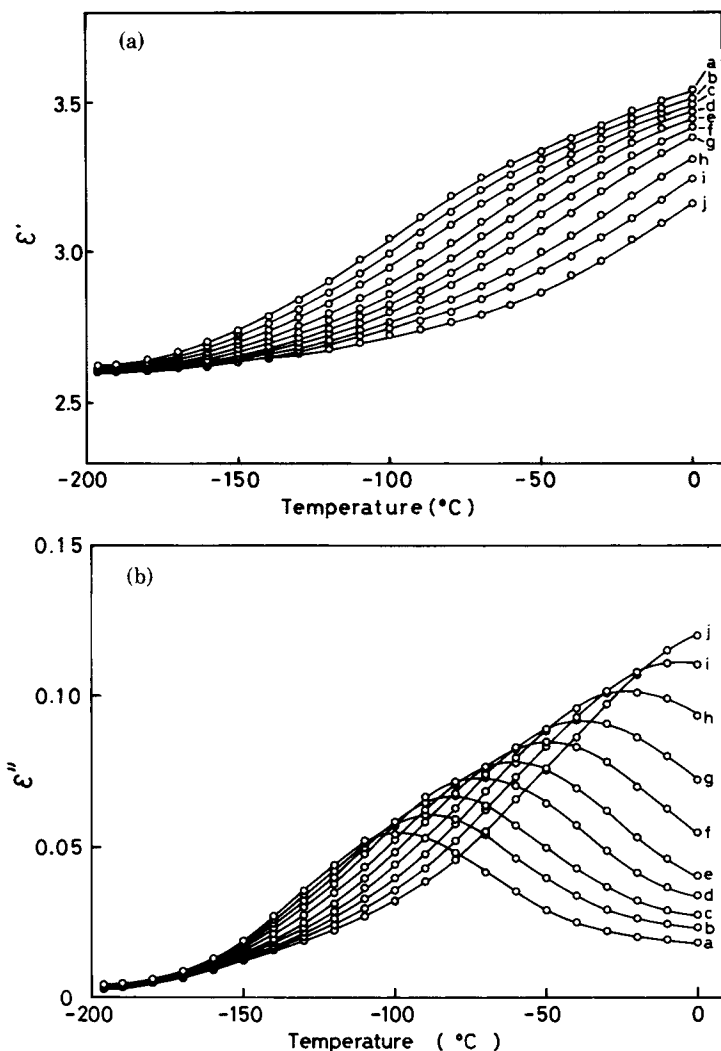 (a)
3.5
3.0
2.5
ε'
a
b
c
d
e
f
g
h
i
j
-200 -150 -100 -50 0
Temperature (°C)
(b)
0.15
0.10
0.05
0
ε''
j
i
h
g
f
e
d
c
b
a
-200 -150 -100 -50 0
Temperature (°C)